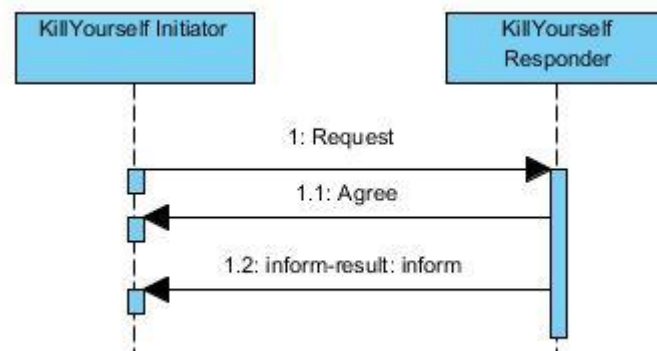 KillYourself Initiator
KillYourself
Responder
1: Request
1.1: Agree
1.2: inform-result: inform